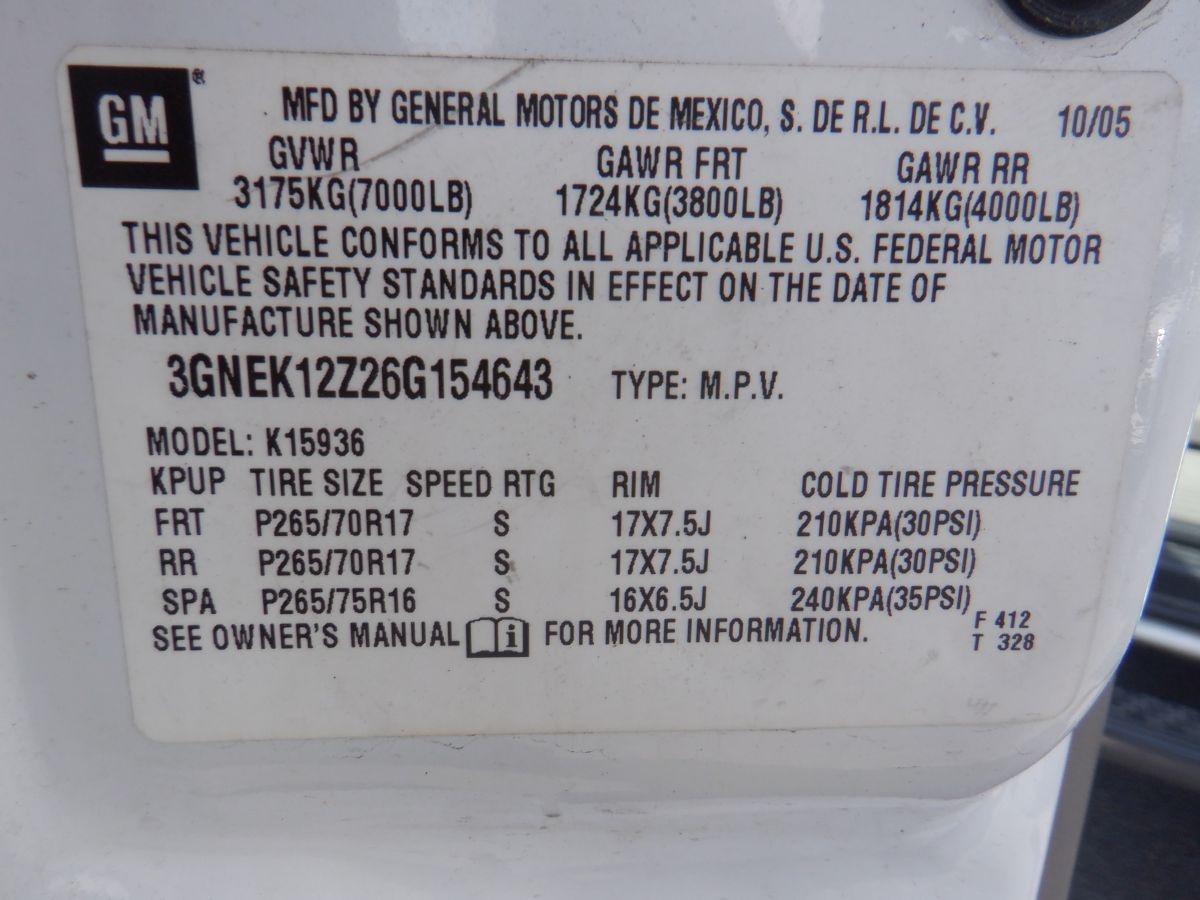 GM ® MFD BY GENERAL MOTORS DE MEXICO, S. DE R.L. DE C.V. 10/05
GVWR GAWR FRT GAWR RR
3175KG(7000LB) 1724KG(3800LB) 1814KG(4000LB)
THIS VEHICLE CONFORMS TO ALL APPLICABLE U.S. FEDERAL MOTOR
VEHICLE SAFETY STANDARDS IN EFFECT ON THE DATE OF
MANUFACTURE SHOWN ABOVE.
3GNEK12Z26G154643 TYPE: M.P.V.
MODEL: K15936
KPUP TIRE SIZE SPEED RTG RIM COLD TIRE PRESSURE
FRT P265/70R17 S 17X7.5J 210KPA(30PSI)
RR P265/70R17 S 17X7.5J 210KPA(30PSI)
SPA P265/75R16 S 16X6.5J 240KPA(35PSI)
SEE OWNER'S MANUAL i FOR MORE INFORMATION.
F 412
T 328